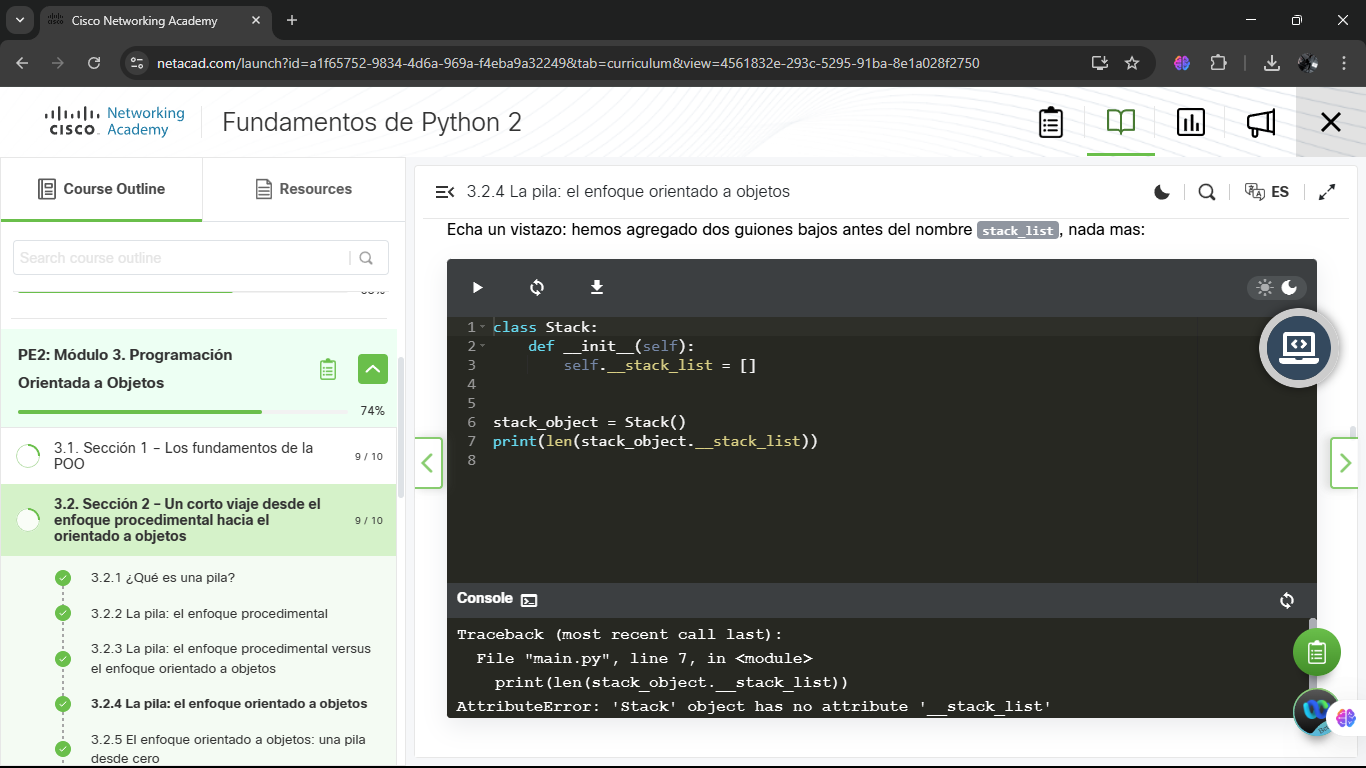 Cisco Networking Academy
netacad.com/launch?id=a1f65752-9834-4d6a-969a-f4eba9a32249&tab=curriculum&view=4561832e-293c-5295-91ba-8e1a028f2750
Networking
Academy
CISCO
Fundamentos de Python 2
Course Outline
Resources
Search course outline
PE2: Módulo 3. Programación
Orientada a Objetos
74%
3.1. Sección 1 – Los fundamentos de la
POO
9 / 10
3.2. Sección 2 – Un corto viaje desde el
enfoque procedimental hacia el
orientado a objetos
9 / 10
3.2.1 ¿Qué es una pila?
3.2.2 La pila: el enfoque procedimental
3.2.3 La pila: el enfoque procedimental versus
el enfoque orientado a objetos
3.2.4 La pila: el enfoque orientado a objetos
3.2.5 El enfoque orientado a objetos: una pila
desde cero
3.2.4 La pila: el enfoque orientado a objetos
ES
Echa un vistazo: hemos agregado dos guiones bajos antes del nombre stack_list, nada mas:
1 class Stack:
2     def __init__(self):
3         self.__stack_list = []
4
5
6 stack_object = Stack()
7 print(len(stack_object.__stack_list))
8
Console
Traceback (most recent call last):
  File "main.py", line 7, in <module>
    print(len(stack_object.__stack_list))
AttributeError: 'Stack' object has no attribute '__stack_list'